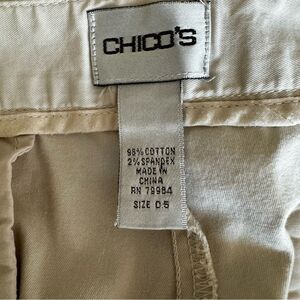 CHICO'S
98% COTTON
2% SPANDEX
MADE IN
CHINA
RN 79984
SIZE 0.5